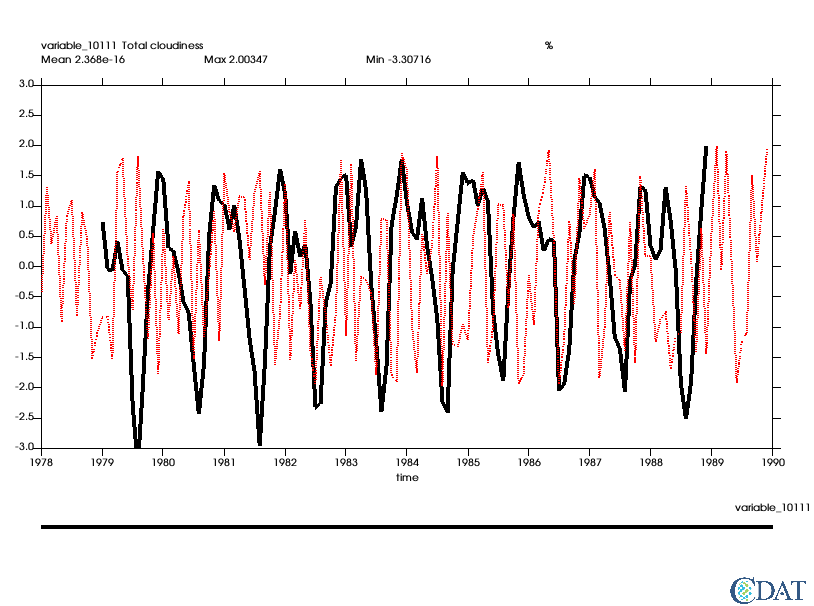 variable_10111 Total cloudiness %
Mean 2.368e-16 Max 2.00347 Min -3.30716
3.0
2.5
2.0
1.5
1.0
0.5
0.0
-0.5
-1.0
-1.5
-2.0
-2.5
-3.0
1978 1979 1980 1981 1982 1983 1984 1985 1986 1987 1988 1989 1990
time
variable_10111
CDAT